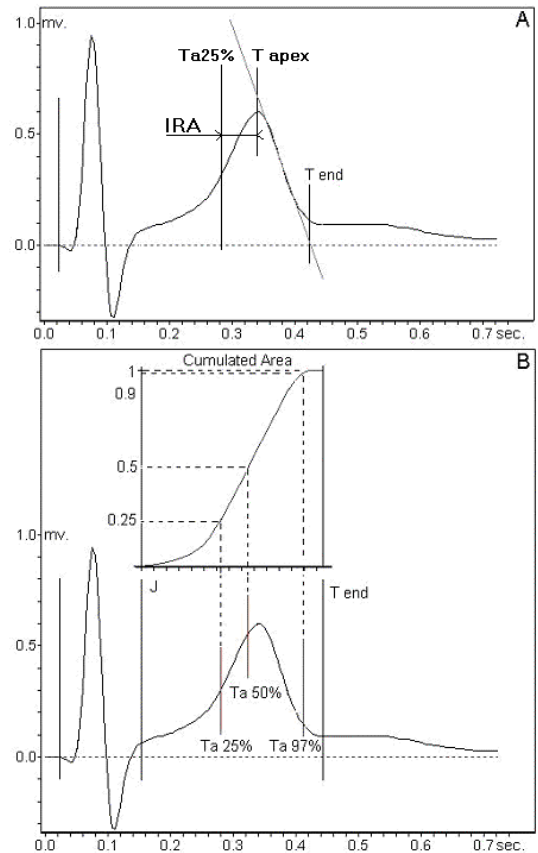 A
1.0 mv.
Ta25% T apex
IRA
0.5
T end
0.0
0.0 0.1 0.2 0.3 0.4 0.5 0.6 0.7 sec.
B
Cumulated Area
1
0.9
0.5
0.25
1.0 mv.
J
T end
0.5
Ta 50%
Ta 25% Ta 97%
0.0
0.0 0.1 0.2 0.3 0.4 0.5 0.6 0.7 sec.